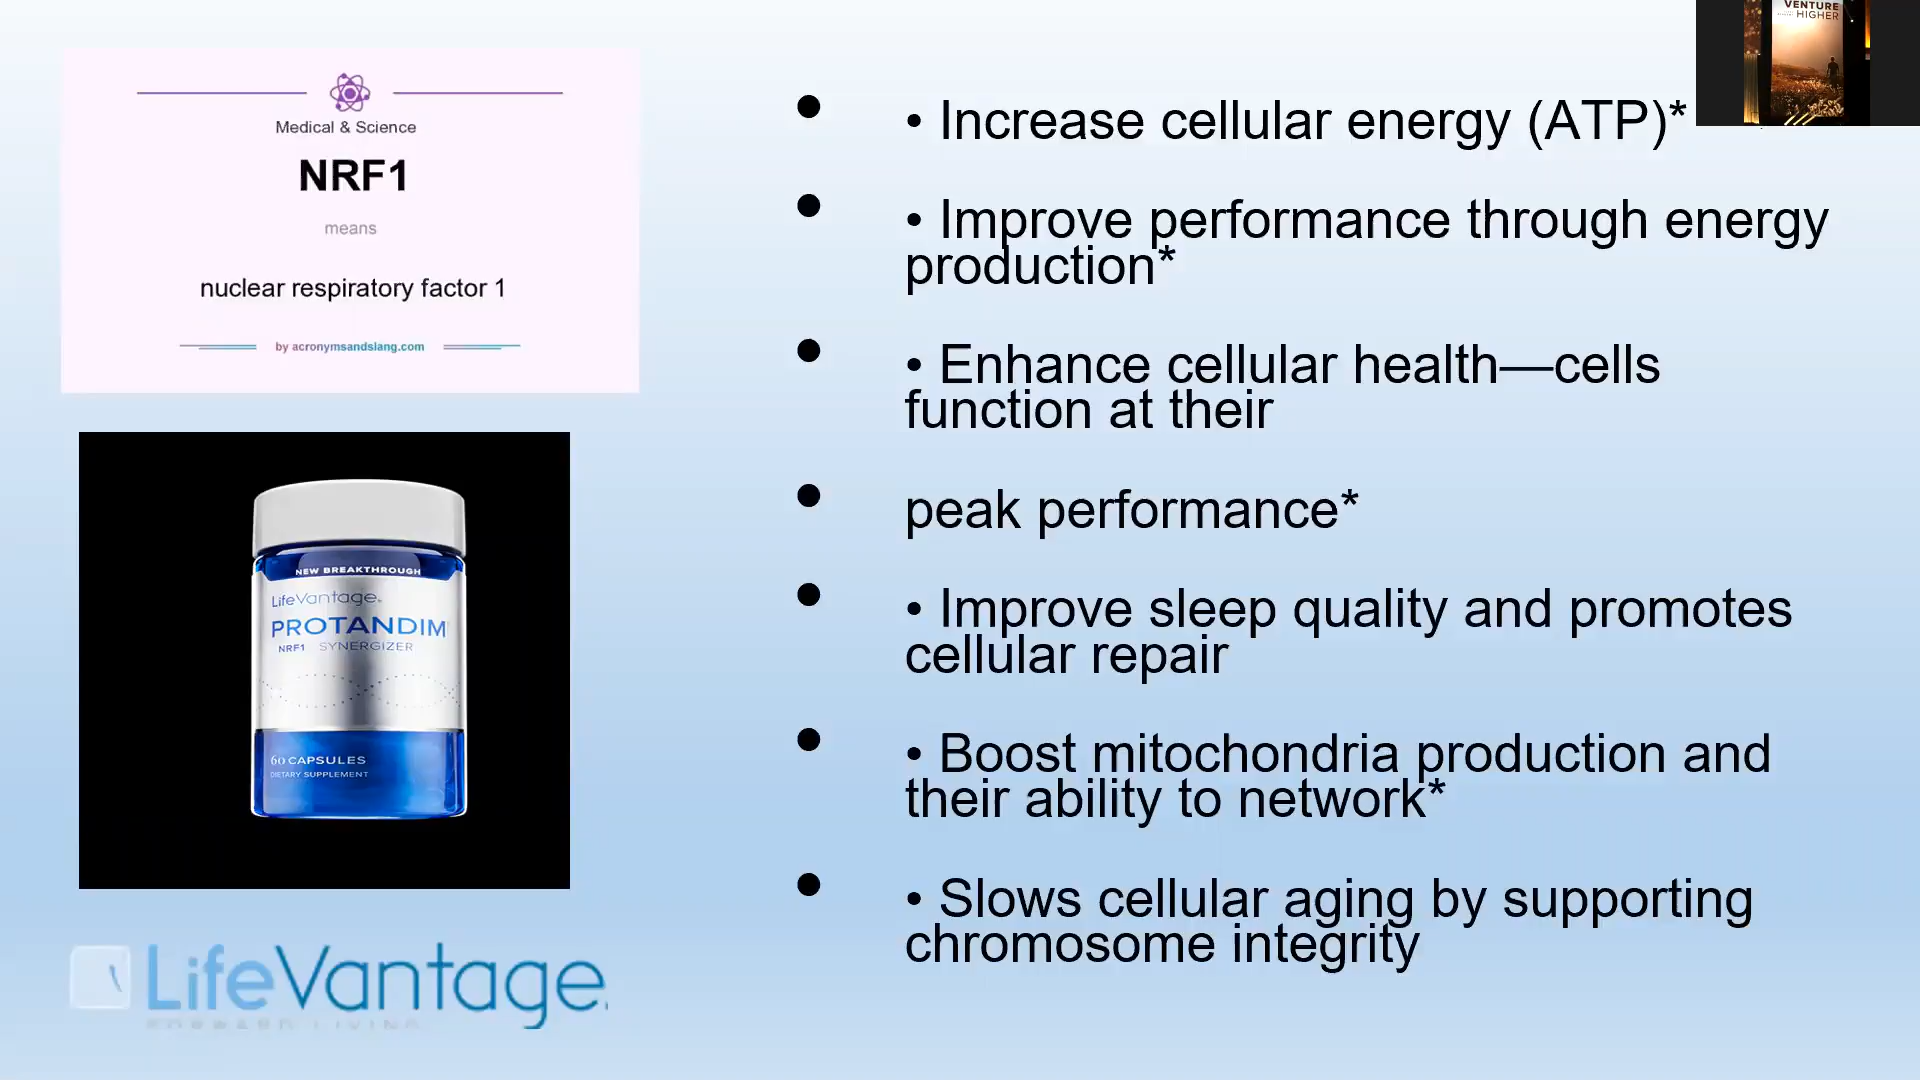 Medical & Science
NRF1
means
nuclear respiratory factor 1
by acronymsandslang.com
NEW BREAKTHROUGH
LifeVantage
PROTANDIM
NRF1 SYNERGIZER
60 CAPSULES
DIETARY SUPPLEMENT
LifeVantage.
• • Increase cellular energy (ATP)*
• • Improve performance through energy
production*
• • Enhance cellular health—cells
function at their
• peak performance*
• • Improve sleep quality and promotes
cellular repair
• • Boost mitochondria production and
their ability to network*
• • Slows cellular aging by supporting
chromosome integrity
VENTURE
HIGHER